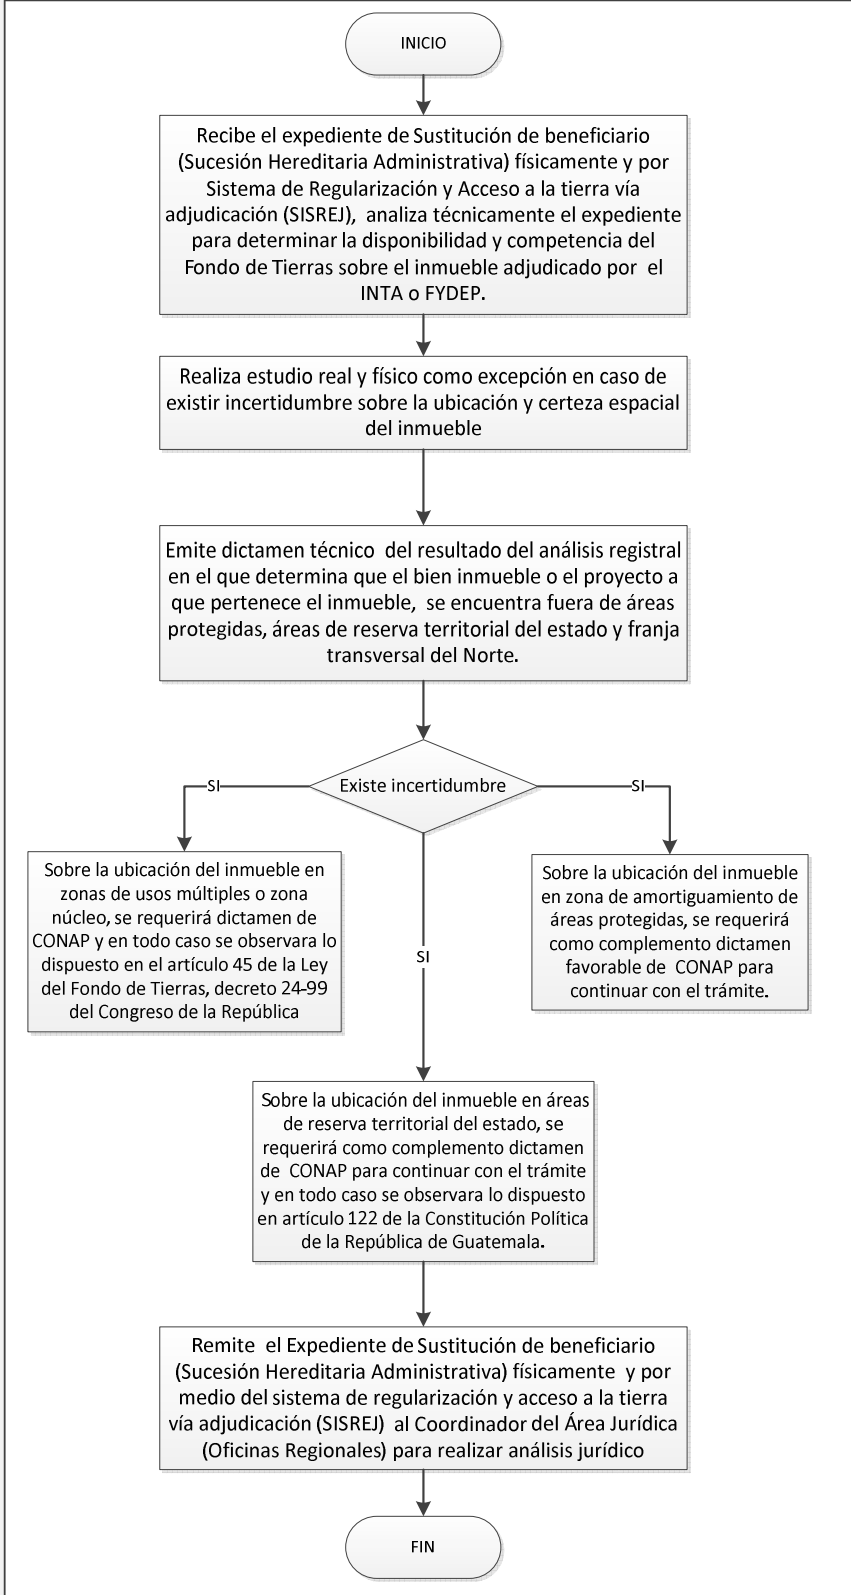 INICIO
Recibe el expediente de Sustitución de beneficiario
(Sucesión Hereditaria Administrativa) físicamente y por
Sistema de Regularización y Acceso a la tierra vía
adjudicación (SISREJ), analiza técnicamente el expediente
para determinar la disponibilidad y competencia del
Fondo de Tierras sobre el inmueble adjudicado por el
INTA o FYDEP.
Realiza estudio real y físico como excepción en caso de
existir incertidumbre sobre la ubicación y certeza espacial
del inmueble
Emite dictamen técnico del resultado del análisis registral
en el que determina que el bien inmueble o el proyecto a
que pertenece el inmueble, se encuentra fuera de áreas
protegidas, áreas de reserva territorial del estado y franja
transversal del Norte.
Existe incertidumbre
SI
SI
Sobre la ubicación del inmueble en
zonas de usos múltiples o zona
núcleo, se requerirá dictamen de
CONAP y en todo caso se observara lo
dispuesto en el artículo 45 de la Ley
del Fondo de Tierras, decreto 24-99
del Congreso de la República
Sobre la ubicación del inmueble
en zona de amortiguamiento de
áreas protegidas, se requerirá
como complemento dictamen
favorable de CONAP para
continuar con el trámite.
SI
Sobre la ubicación del inmueble en áreas
de reserva territorial del estado, se
requerirá como complemento dictamen
de CONAP para continuar con el trámite
y en todo caso se observara lo dispuesto
en artículo 122 de la Constitución Política
de la República de Guatemala.
Remite el Expediente de Sustitución de beneficiario
(Sucesión Hereditaria Administrativa) físicamente y por
medio del sistema de regularización y acceso a la tierra
vía adjudicación (SISREJ) al Coordinador del Área Jurídica
(Oficinas Regionales) para realizar análisis jurídico
FIN